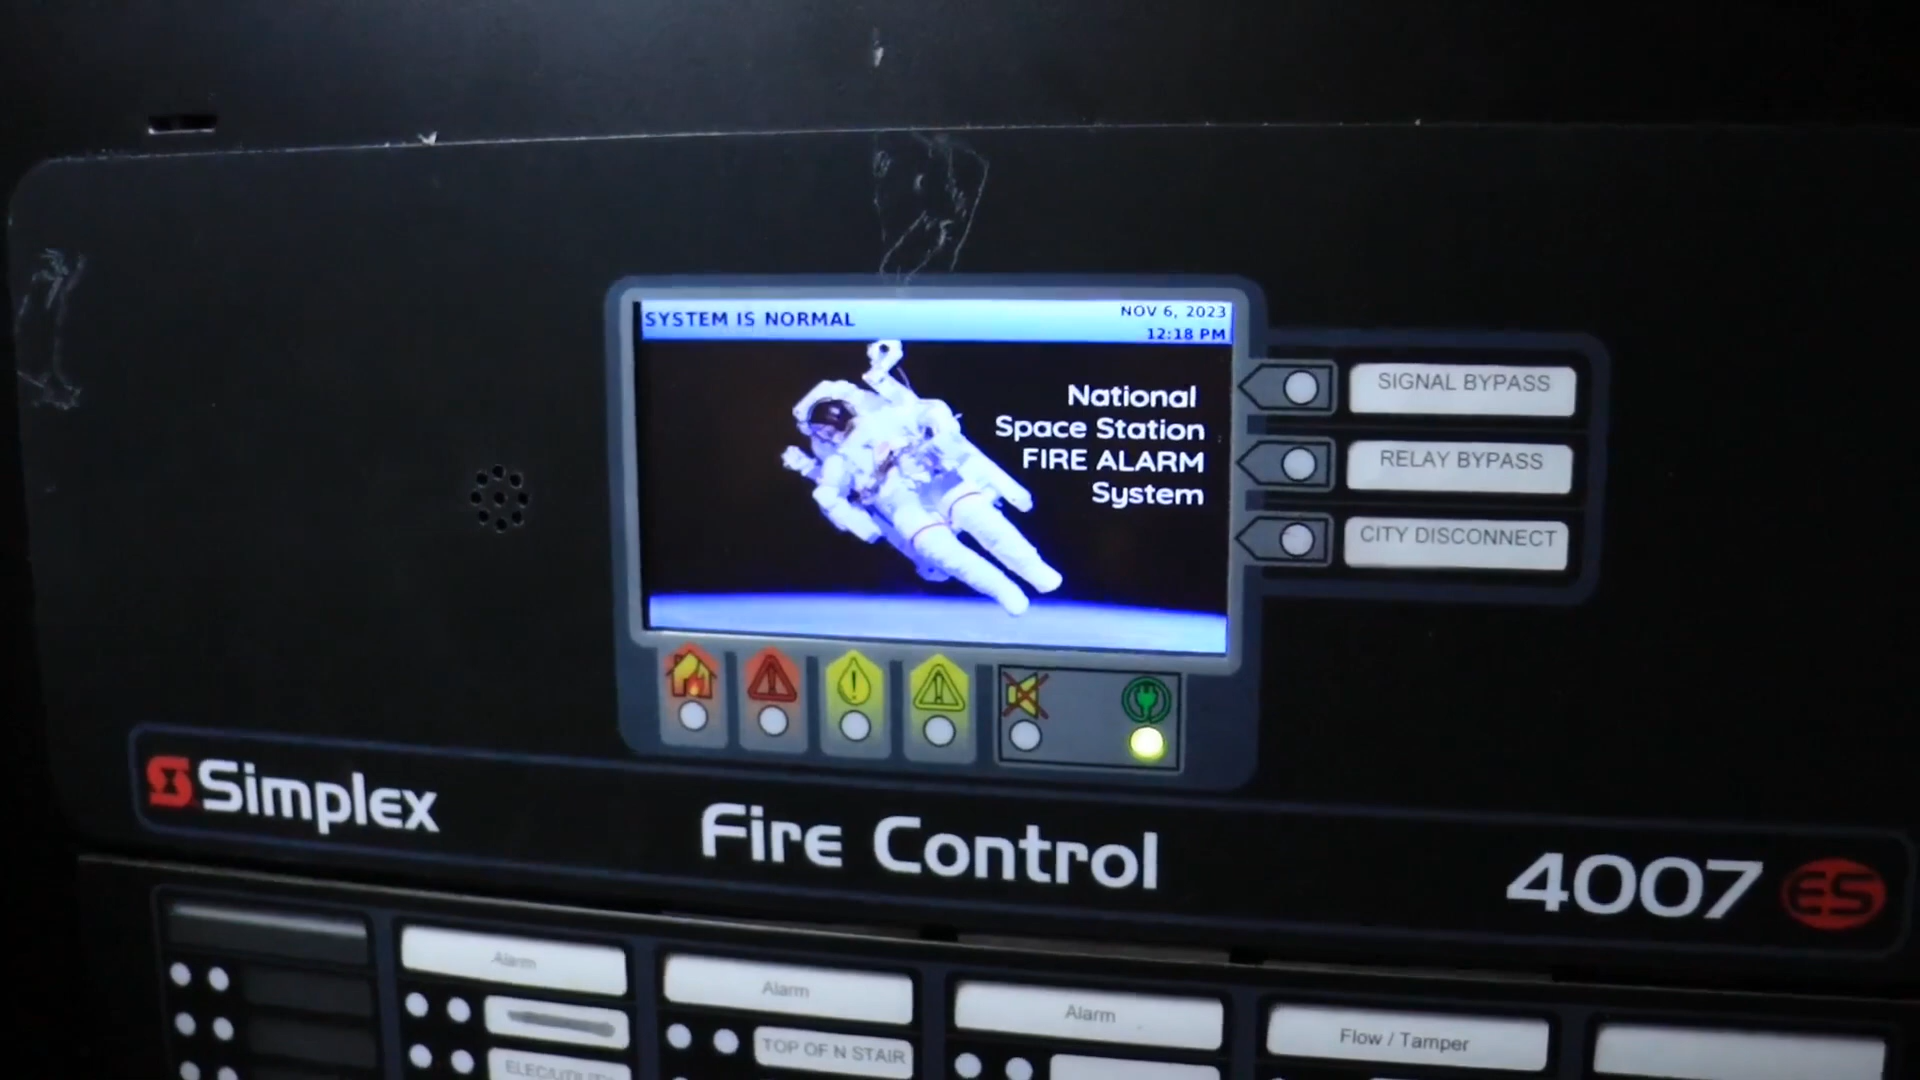 SYSTEM IS NORMAL
NOV 6, 2023
12:18 PM
National
Space Station
FIRE ALARM
System
SIGNAL BYPASS
RELAY BYPASS
CITY DISCONNECT
Simplex
Fire Control
4007 ES
Alarm
Alarm
Alarm
Flow / Tamper
TOP OF N STAIR